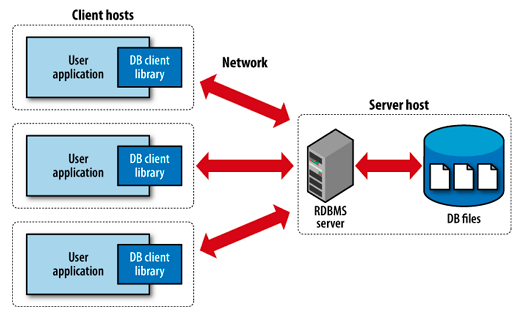 Client hosts
User
application
DB client
library
Network
User
application
DB client
library
Server host
RDBMS
server
DB files
User
application
DB client
library